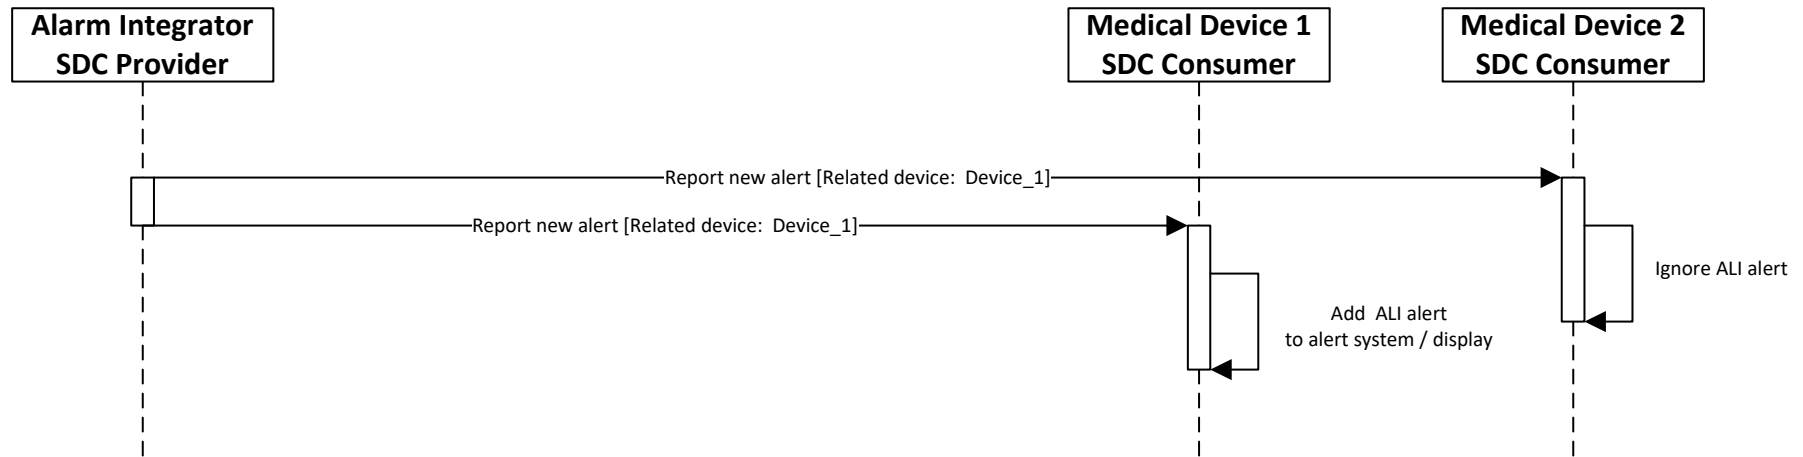 Alarm Integrator
SDC Provider
Medical Device 1
SDC Consumer
Medical Device 2
SDC Consumer
Report new alert [Related device:  Device_1]
Report new alert [Related device:  Device_1]
Ignore ALI alert
Add  ALI alert
to alert system / display